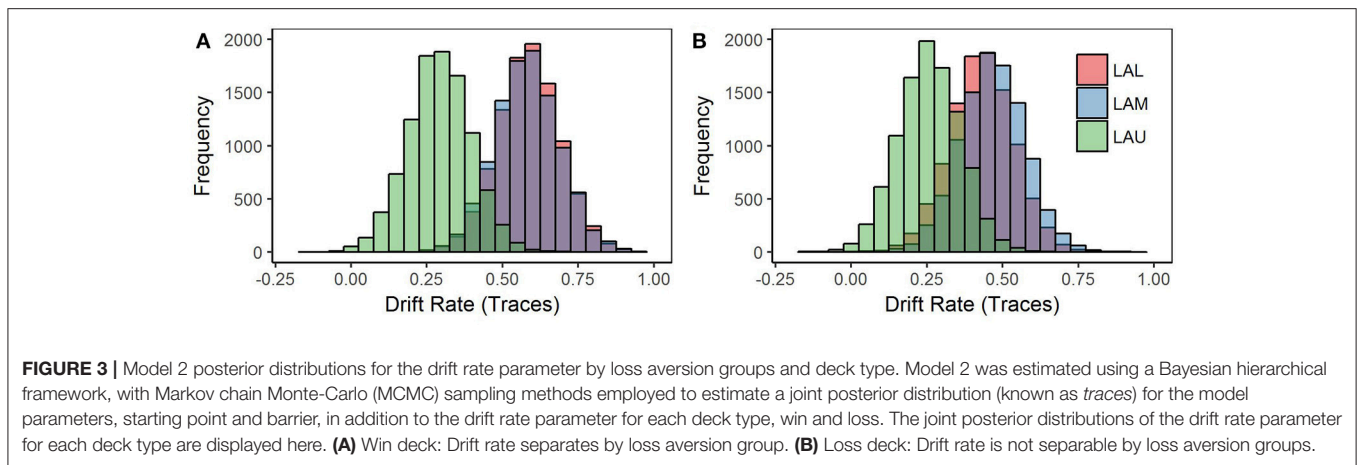 A
B
2000
1500
1000
500
0
Frequency
-0.25
0.00
0.25
0.50
0.75
1.00
Drift Rate (Traces)
2000
1500
1000
500
0
Frequency
-0.25
0.00
0.25
0.50
0.75
1.00
Drift Rate (Traces)
LAL
LAM
LAU
FIGURE 3 | Model 2 posterior distributions for the drift rate parameter by loss aversion groups and deck type. Model 2 was estimated using a Bayesian hierarchical
framework, with Markov chain Monte-Carlo (MCMC) sampling methods employed to estimate a joint posterior distribution (known as traces) for the model
parameters, starting point and barrier, in addition to the drift rate parameter for each deck type, win and loss. The joint posterior distributions of the drift rate parameter
for each deck type are displayed here. (A) Win deck: Drift rate separates by loss aversion group. (B) Loss deck: Drift rate is not separable by loss aversion groups.